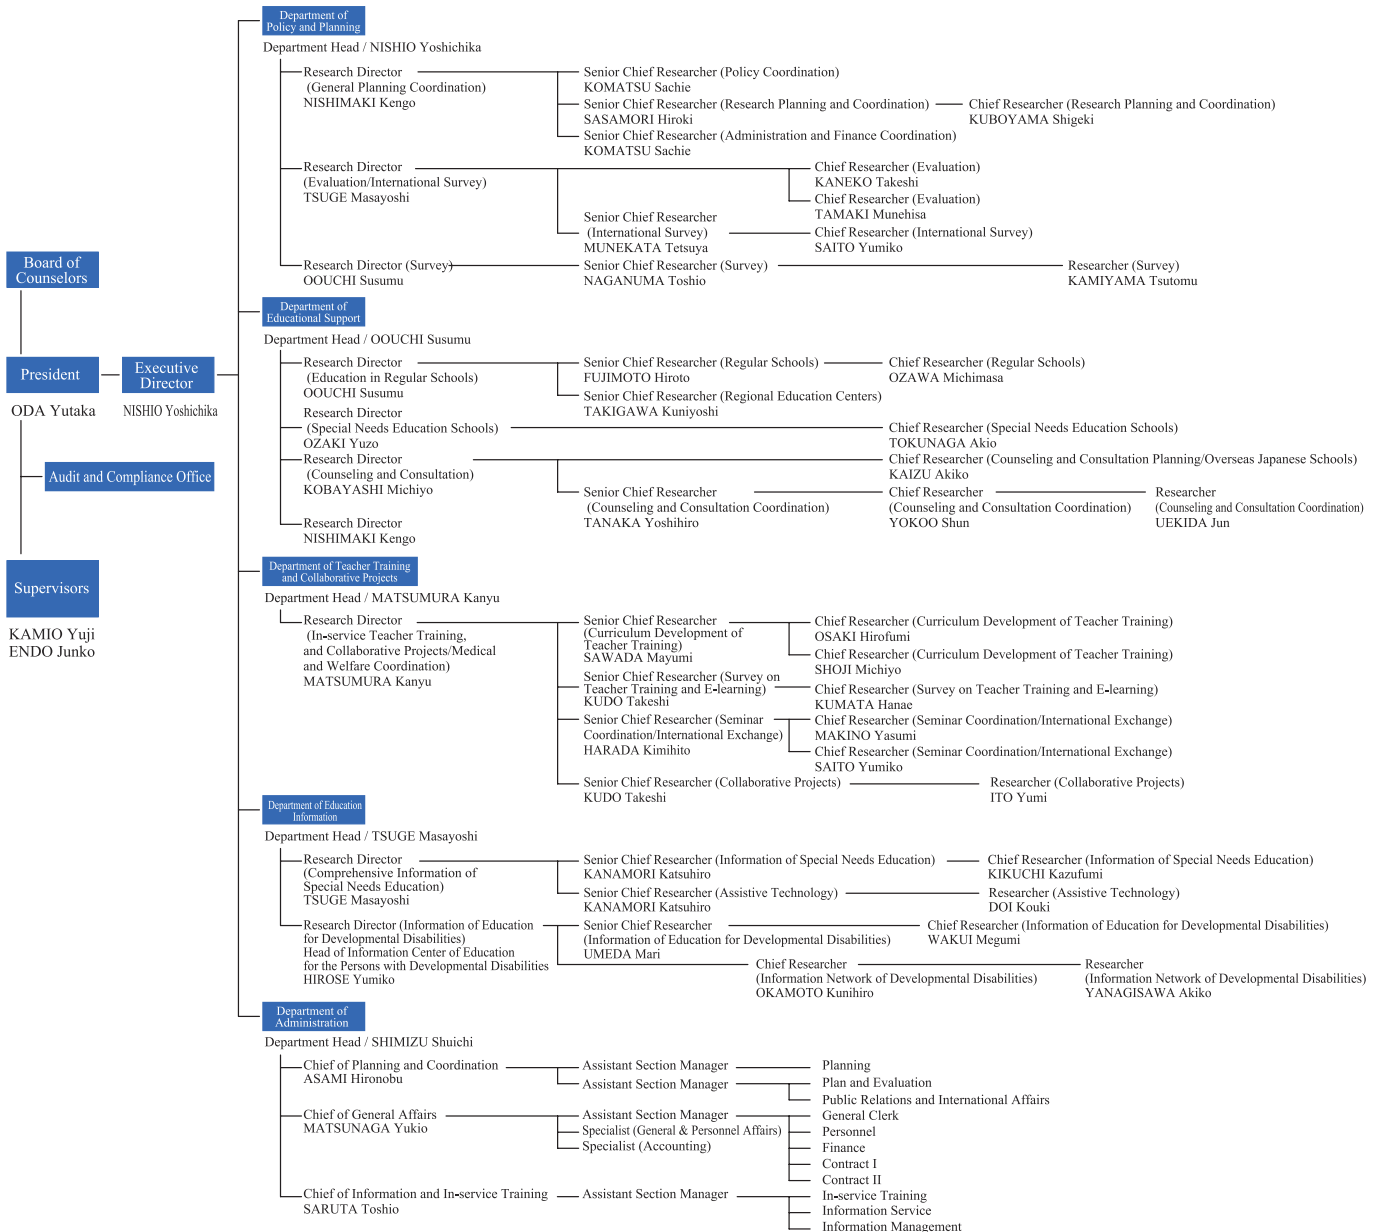 Board of
Counselors
President
ODA Yutaka
Executive
Director
NISHIO Yoshichika
Audit and Compliance Office
Supervisors
KAMIO Yuji
ENDO Junko
Department of
Policy and Planning
Department Head / NISHIO Yoshichika
Research Director
(General Planning Coordination)
NISHIMAKI Kengo
Senior Chief Researcher (Policy Coordination)
KOMATSU Sachie
Senior Chief Researcher (Research Planning and Coordination)
SASAMORI Hiroki
Chief Researcher (Research Planning and Coordination)
KUBOYAMA Shigeki
Senior Chief Researcher (Administration and Finance Coordination)
KOMATSU Sachie
Research Director
(Evaluation/International Survey)
TSUGE Masayoshi
Chief Researcher (Evaluation)
KANEKO Takeshi
Chief Researcher (Evaluation)
TAMAKI Munehisa
Senior Chief Researcher
(International Survey)
MUNEKATA Tetsuya
Chief Researcher (International Survey)
SAITO Yumiko
Research Director (Survey)
OOUCHI Susumu
Senior Chief Researcher (Survey)
NAGANUMA Toshio
Researcher (Survey)
KAMIYAMA Tsutomu
Department of
Educational Support
Department Head / OOUCHI Susumu
Research Director
(Education in Regular Schools)
OOUCHI Susumu
Senior Chief Researcher (Regular Schools)
FUJIMOTO Hiroto
Chief Researcher (Regular Schools)
OZAWA Michimasa
Senior Chief Researcher (Regional Education Centers)
TAKIGAWA Kuniyoshi
Research Director
(Special Needs Education Schools)
OZAKI Yuzo
Chief Researcher (Special Needs Education Schools)
TOKUNAGA Akio
Research Director
(Counseling and Consultation)
KOBAYASHI Michiyo
Chief Researcher (Counseling and Consultation Planning/Overseas Japanese Schools)
KAIZU Akiko
Senior Chief Researcher
(Counseling and Consultation Coordination)
TANAKA Yoshihiro
Chief Researcher
(Counseling and Consultation Coordination)
YOKOO Shun
Researcher
(Counseling and Consultation Coordination)
UEKIDA Jun
Research Director
NISHIMAKI Kengo
Department of Teacher Training
and Collaborative Projects
Department Head / MATSUMURA Kanyu
Research Director
(In-service Teacher Training,
and Collaborative Projects/Medical
and Welfare Coordination)
MATSUMURA Kanyu
Senior Chief Researcher
(Curriculum Development of
Teacher Training)
SAWADA Mayumi
Chief Researcher (Curriculum Development of Teacher Training)
OSAKI Hirofumi
Chief Researcher (Curriculum Development of Teacher Training)
SHOJI Michiyo
Senior Chief Researcher (Survey on
Teacher Training and E-learning)
KUDO Takeshi
Chief Researcher (Survey on Teacher Training and E-learning)
KUMATA Hanae
Senior Chief Researcher (Seminar
Coordination/International Exchange)
HARADA Kimihito
Chief Researcher (Seminar Coordination/International Exchange)
MAKINO Yasumi
Chief Researcher (Seminar Coordination/International Exchange)
SAITO Yumiko
Senior Chief Researcher (Collaborative Projects)
KUDO Takeshi
Researcher (Collaborative Projects)
ITO Yumi
Department of Education
Information
Department Head / TSUGE Masayoshi
Research Director
(Comprehensive Information of
Special Needs Education)
TSUGE Masayoshi
Senior Chief Researcher (Information of Special Needs Education)
KANAMORI Katsuhiro
Chief Researcher (Information of Special Needs Education)
KIKUCHI Kazufumi
Senior Chief Researcher (Assistive Technology)
KANAMORI Katsuhiro
Researcher (Assistive Technology)
DOI Kouki
Research Director (Information of Education
for Developmental Disabilities)
Head of Information Center of Education
for the Persons with Developmental Disabilities
HIROSE Yumiko
Senior Chief Researcher
(Information of Education for Developmental Disabilities)
UMEDA Mari
Chief Researcher (Information of Education for Developmental Disabilities)
WAKUI Megumi
Chief Researcher
(Information Network of Developmental Disabilities)
OKAMOTO Kunihiro
Researcher
(Information Network of Developmental Disabilities)
YANAGISAWA Akiko
Department of
Administration
Department Head / SHIMIZU Shuichi
Chief of Planning and Coordination
ASAMI Hironobu
Assistant Section Manager
Planning
Assistant Section Manager
Plan and Evaluation
Public Relations and International Affairs
Chief of General Affairs
MATSUNAGA Yukio
Assistant Section Manager
General Clerk
Specialist (General & Personnel Affairs)
Personnel
Specialist (Accounting)
Finance
Contract I
Contract II
Chief of Information and In-service Training
SARUTA Toshio
Assistant Section Manager
In-service Training
Information Service
Information Management